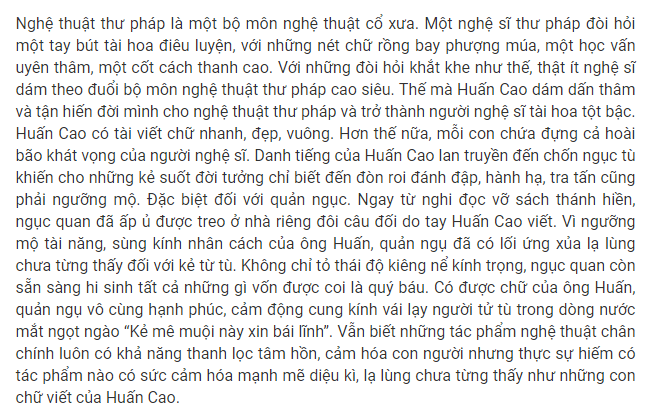 Nghệ thuật thư pháp là một bộ môn nghệ thuật cổ xưa. Một nghệ sĩ thư pháp đòi hỏi
một tay bút tài hoa điêu luyện, với những nét chữ rồng bay phượng múa, một học vấn
uyên thâm, một cốt cách thanh cao. Với những đòi hỏi khắt khe như thế, thật ít nghệ sĩ
dám theo đuổi bộ môn nghệ thuật thư pháp cao siêu. Thế mà Huấn Cao dám dấn thâm
và tận hiến đời mình cho nghệ thuật thư pháp và trở thành người nghệ sĩ tài hoa tột bậc.
Huấn Cao có tài viết chữ nhanh, đẹp, vuông. Hơn thế nữa, mỗi con chứa đựng cả hoài
bão khát vọng của người nghệ sĩ. Danh tiếng của Huấn Cao lan truyền đến chốn ngục tù
khiến cho những kẻ suốt đời tưởng chỉ biết đến đòn roi đánh đập, hành hạ, tra tấn cũng
phải ngưỡng mộ. Đặc biệt đối với quản ngục. Ngay từ nghi đọc vỡ sách thánh hiền,
ngục quan đã ấp ủ được treo ở nhà riêng đôi câu đối do tay Huấn Cao viết. Vì ngưỡng
mộ tài năng, sùng kính nhân cách của ông Huấn, quản ngụ đã có lối ứng xủa lạ lùng
chưa từng thấy đối với kẻ từ tù. Không chỉ tỏ thái độ kiêng nể kính trọng, ngục quan còn
sẵn sàng hi sinh tất cả những gì vốn được coi là quý báu. Có được chữ của ông Huấn,
quản ngụ vô cùng hạnh phúc, cảm động cung kính vái lạy người tử tù trong dòng nước
mắt ngọt ngào “Kẻ mê muội này xin bái lĩnh”. Vẫn biết những tác phẩm nghệ thuật chân
chính luôn có khả năng thanh lọc tâm hồn, cảm hóa con người nhưng thực sự hiếm có
tác phẩm nào có sức cảm hóa mạnh mẽ diệu kì, lạ lùng chưa từng thấy như những con
chữ viết của Huấn Cao.